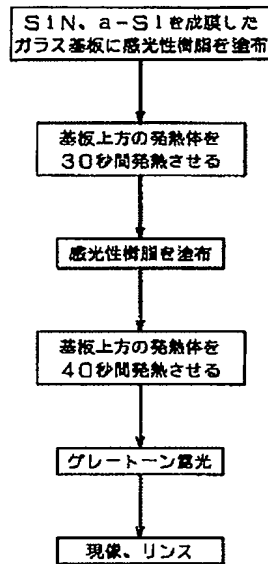 SiN、a-Siを成膜した
ガラス基板に感光性樹脂を塗布
基板上方の発熱体を
30秒間発熱させる
感光性樹脂を塗布
基板上方の発熱体を
40秒間発熱させる
グレートーン露光
現像、リンス